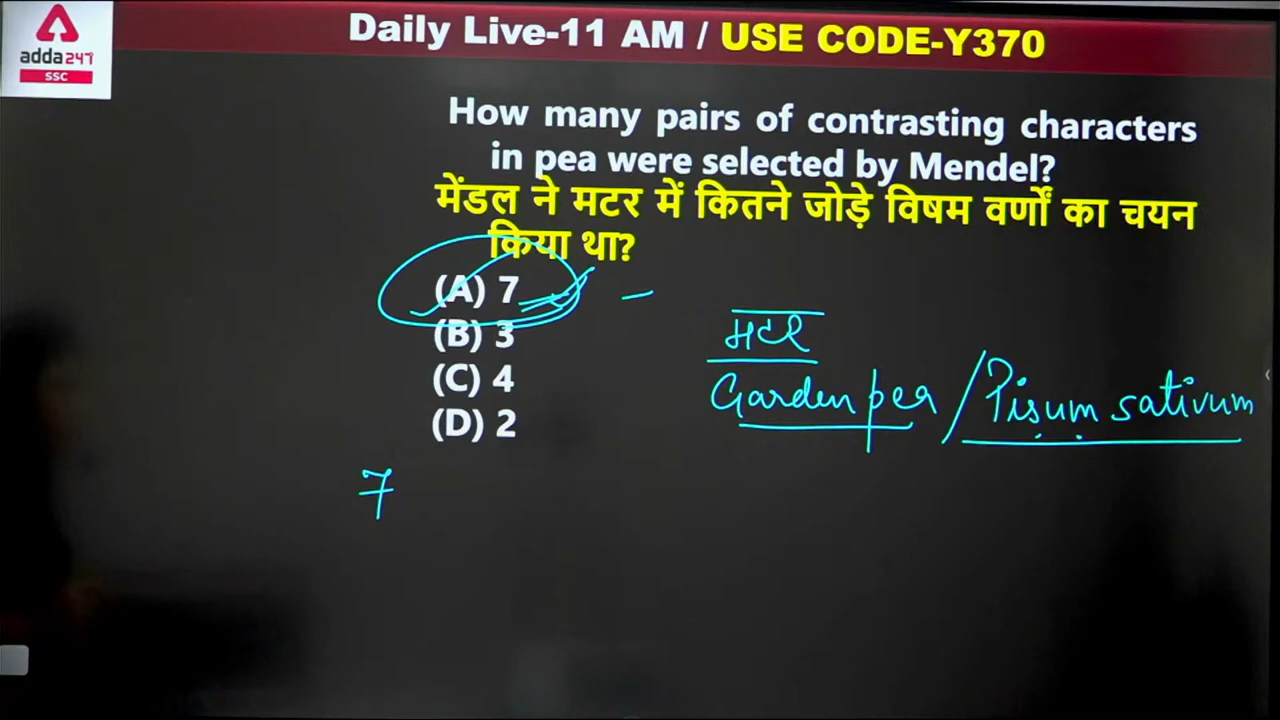 adda247
SSC
Daily Live-11 AM / USE CODE-Y370
How many pairs of contrasting characters
in pea were selected by Mendel?
मेंडल ने मटर में कितने जोड़े विषम वर्णों का चयन
किया था?
(A) 7
(B) 3
(C) 4
(D) 2
मटर
Garden pea / Pisum sativum
7